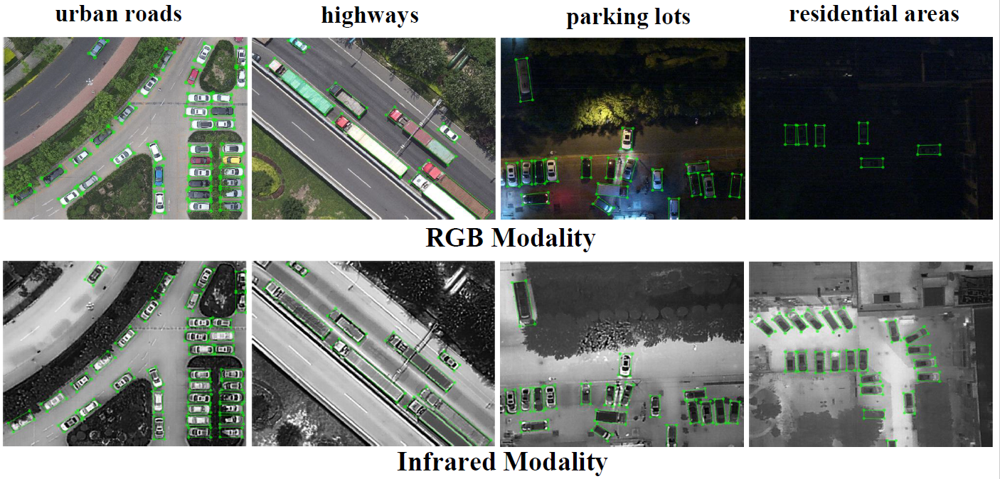 urban roads
highways
parking lots
residential areas
RGB Modality
Infrared Modality